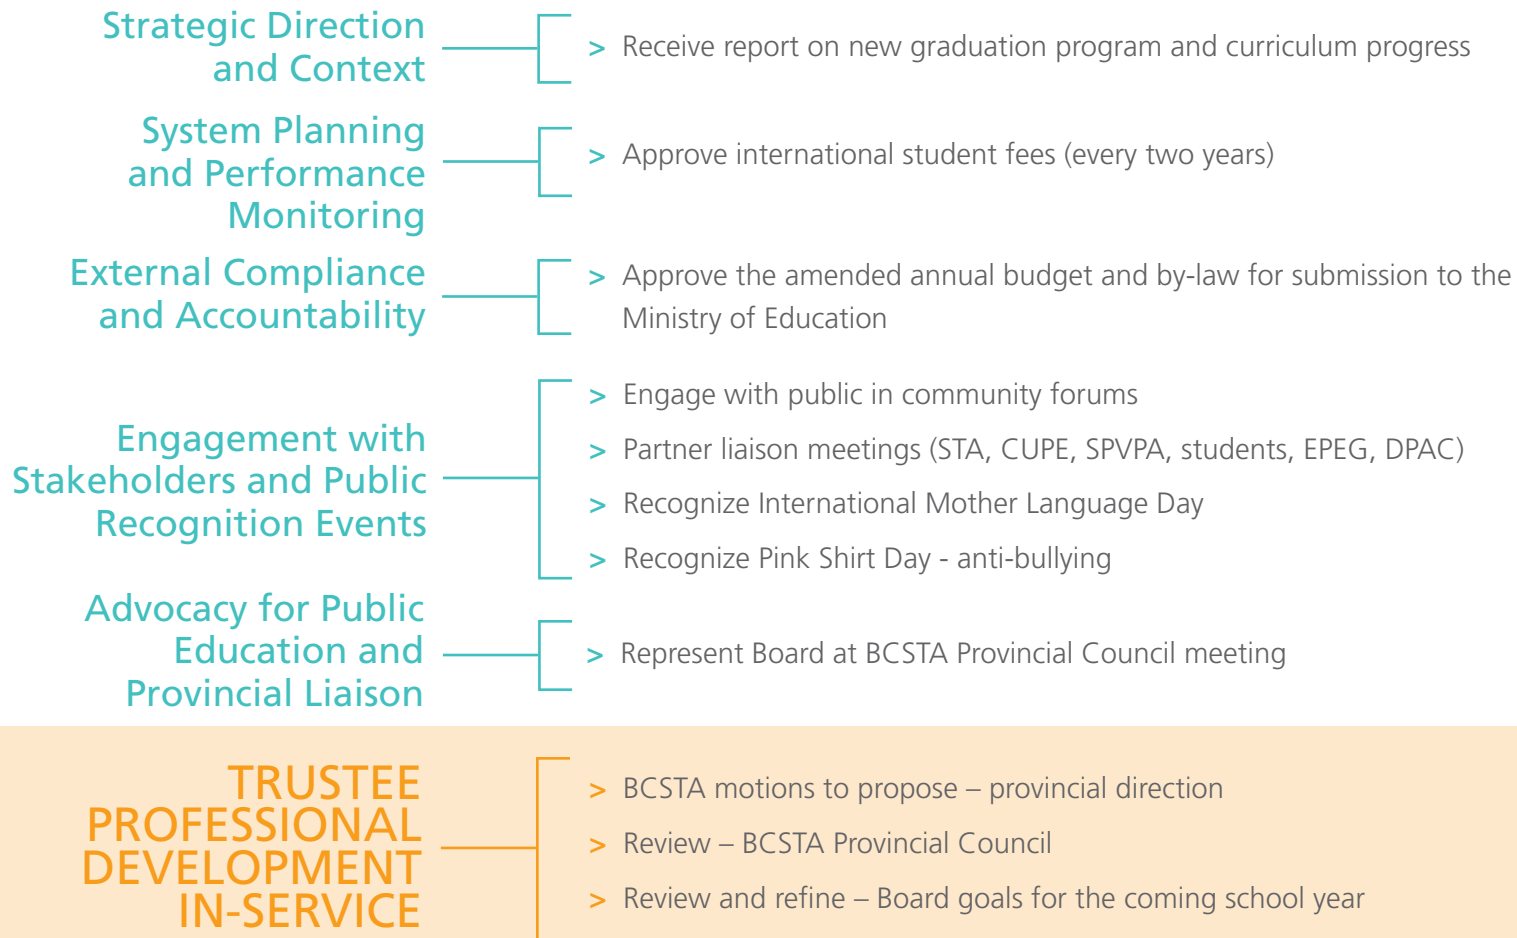 Strategic Direction
and Context
> Receive report on new graduation program and curriculum progress
System Planning
and Performance
Monitoring
> Approve international student fees (every two years)
External Compliance
and Accountability
> Approve the amended annual budget and by-law for submission to the
Ministry of Education
Engagement with
Stakeholders and Public
Recognition Events
> Engage with public in community forums
> Partner liaison meetings (STA, CUPE, SPVPA, students, EPEG, DPAC)
> Recognize International Mother Language Day
> Recognize Pink Shirt Day - anti-bullying
Advocacy for Public
Education and
Provincial Liaison
> Represent Board at BCSTA Provincial Council meeting
TRUSTEE
PROFESSIONAL
DEVELOPMENT
IN-SERVICE
> BCSTA motions to propose – provincial direction
> Review – BCSTA Provincial Council
> Review and refine – Board goals for the coming school year